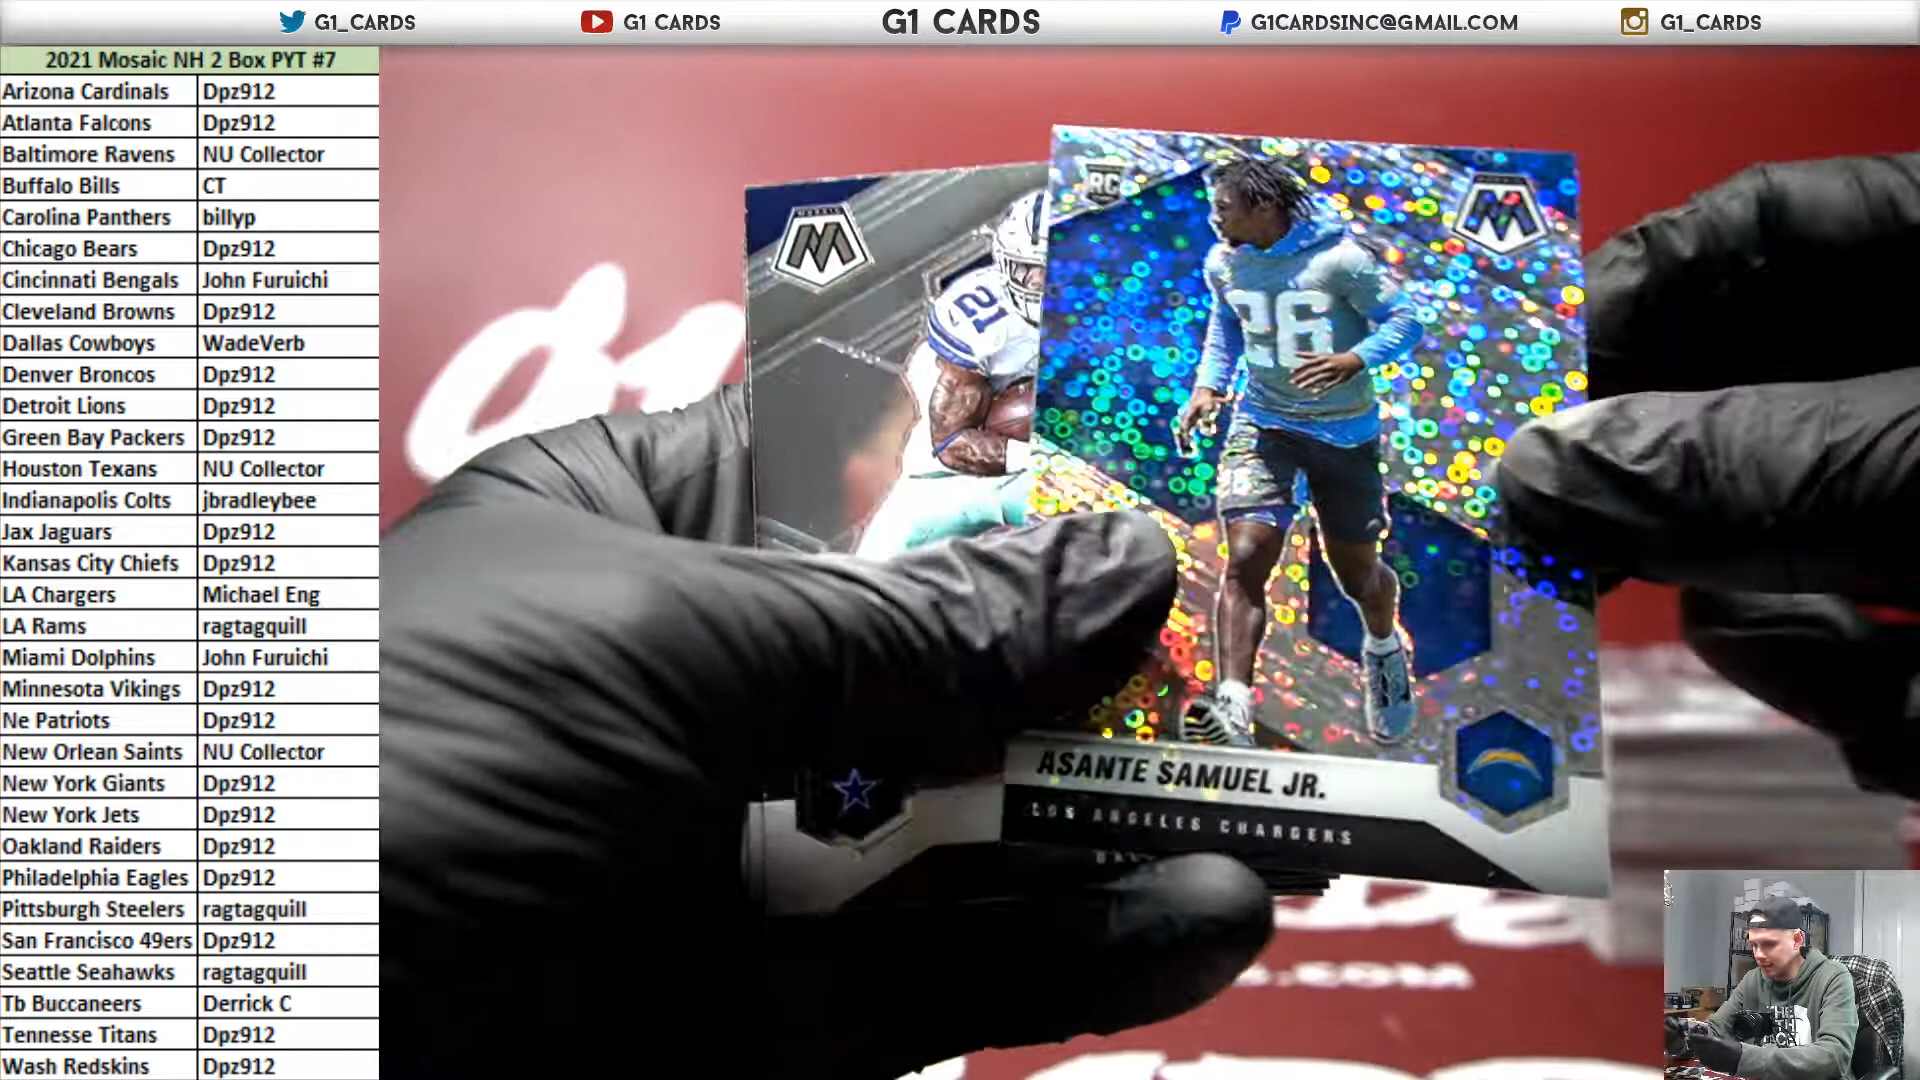 G1_CARDS
G1 CARDS
G1 CARDS
G1CARDSINC@GMAIL.COM
G1_CARDS
2021 Mosaic NH 2 Box PYT #7
Arizona Cardinals Dpz912
Atlanta Falcons Dpz912
Baltimore Ravens NU Collector
Buffalo Bills CT
Carolina Panthers billyp
Chicago Bears Dpz912
Cincinnati Bengals John Furuichi
Cleveland Browns Dpz912
Dallas Cowboys WadeVerb
Denver Broncos Dpz912
Detroit Lions Dpz912
Green Bay Packers Dpz912
Houston Texans NU Collector
Indianapolis Colts jbradleybee
Jax Jaguars Dpz912
Kansas City Chiefs Dpz912
LA Chargers Michael Eng
LA Rams ragtagquill
Miami Dolphins John Furuichi
Minnesota Vikings Dpz912
Ne Patriots Dpz912
New Orlean Saints NU Collector
New York Giants Dpz912
New York Jets Dpz912
Oakland Raiders Dpz912
Philadelphia Eagles Dpz912
Pittsburgh Steelers ragtagquill
San Francisco 49ers Dpz912
Seattle Seahawks ragtagquill
Tb Buccaneers Derrick C
Tennesse Titans Dpz912
Wash Redskins Dpz912
MOSAIC
M
21
RC
M
26
ASANTE SAMUEL JR.
LOS ANGELES CHARGERS